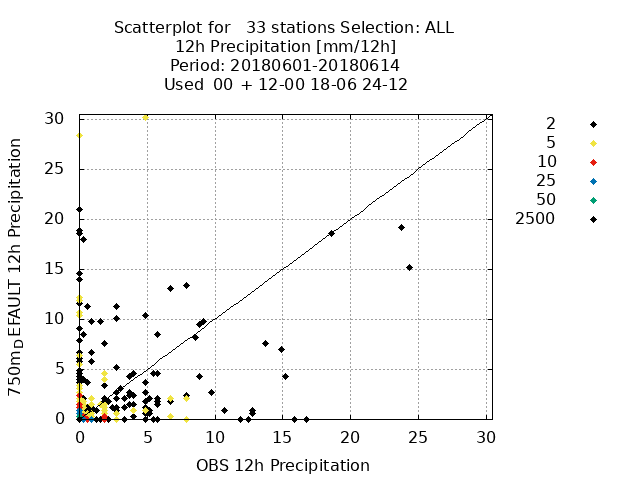 Scatterplot for 33 stations Selection: ALL
12h Precipitation [mm/12h]
Period: 20180601-20180614
Used 00 + 12-00 18-06 24-12
30
25
20
15
10
5
0
0 5 10 15 20 25 30
750mDEFAULT 12h Precipitation
OBS 12h Precipitation
2
5
10
25
50
2500